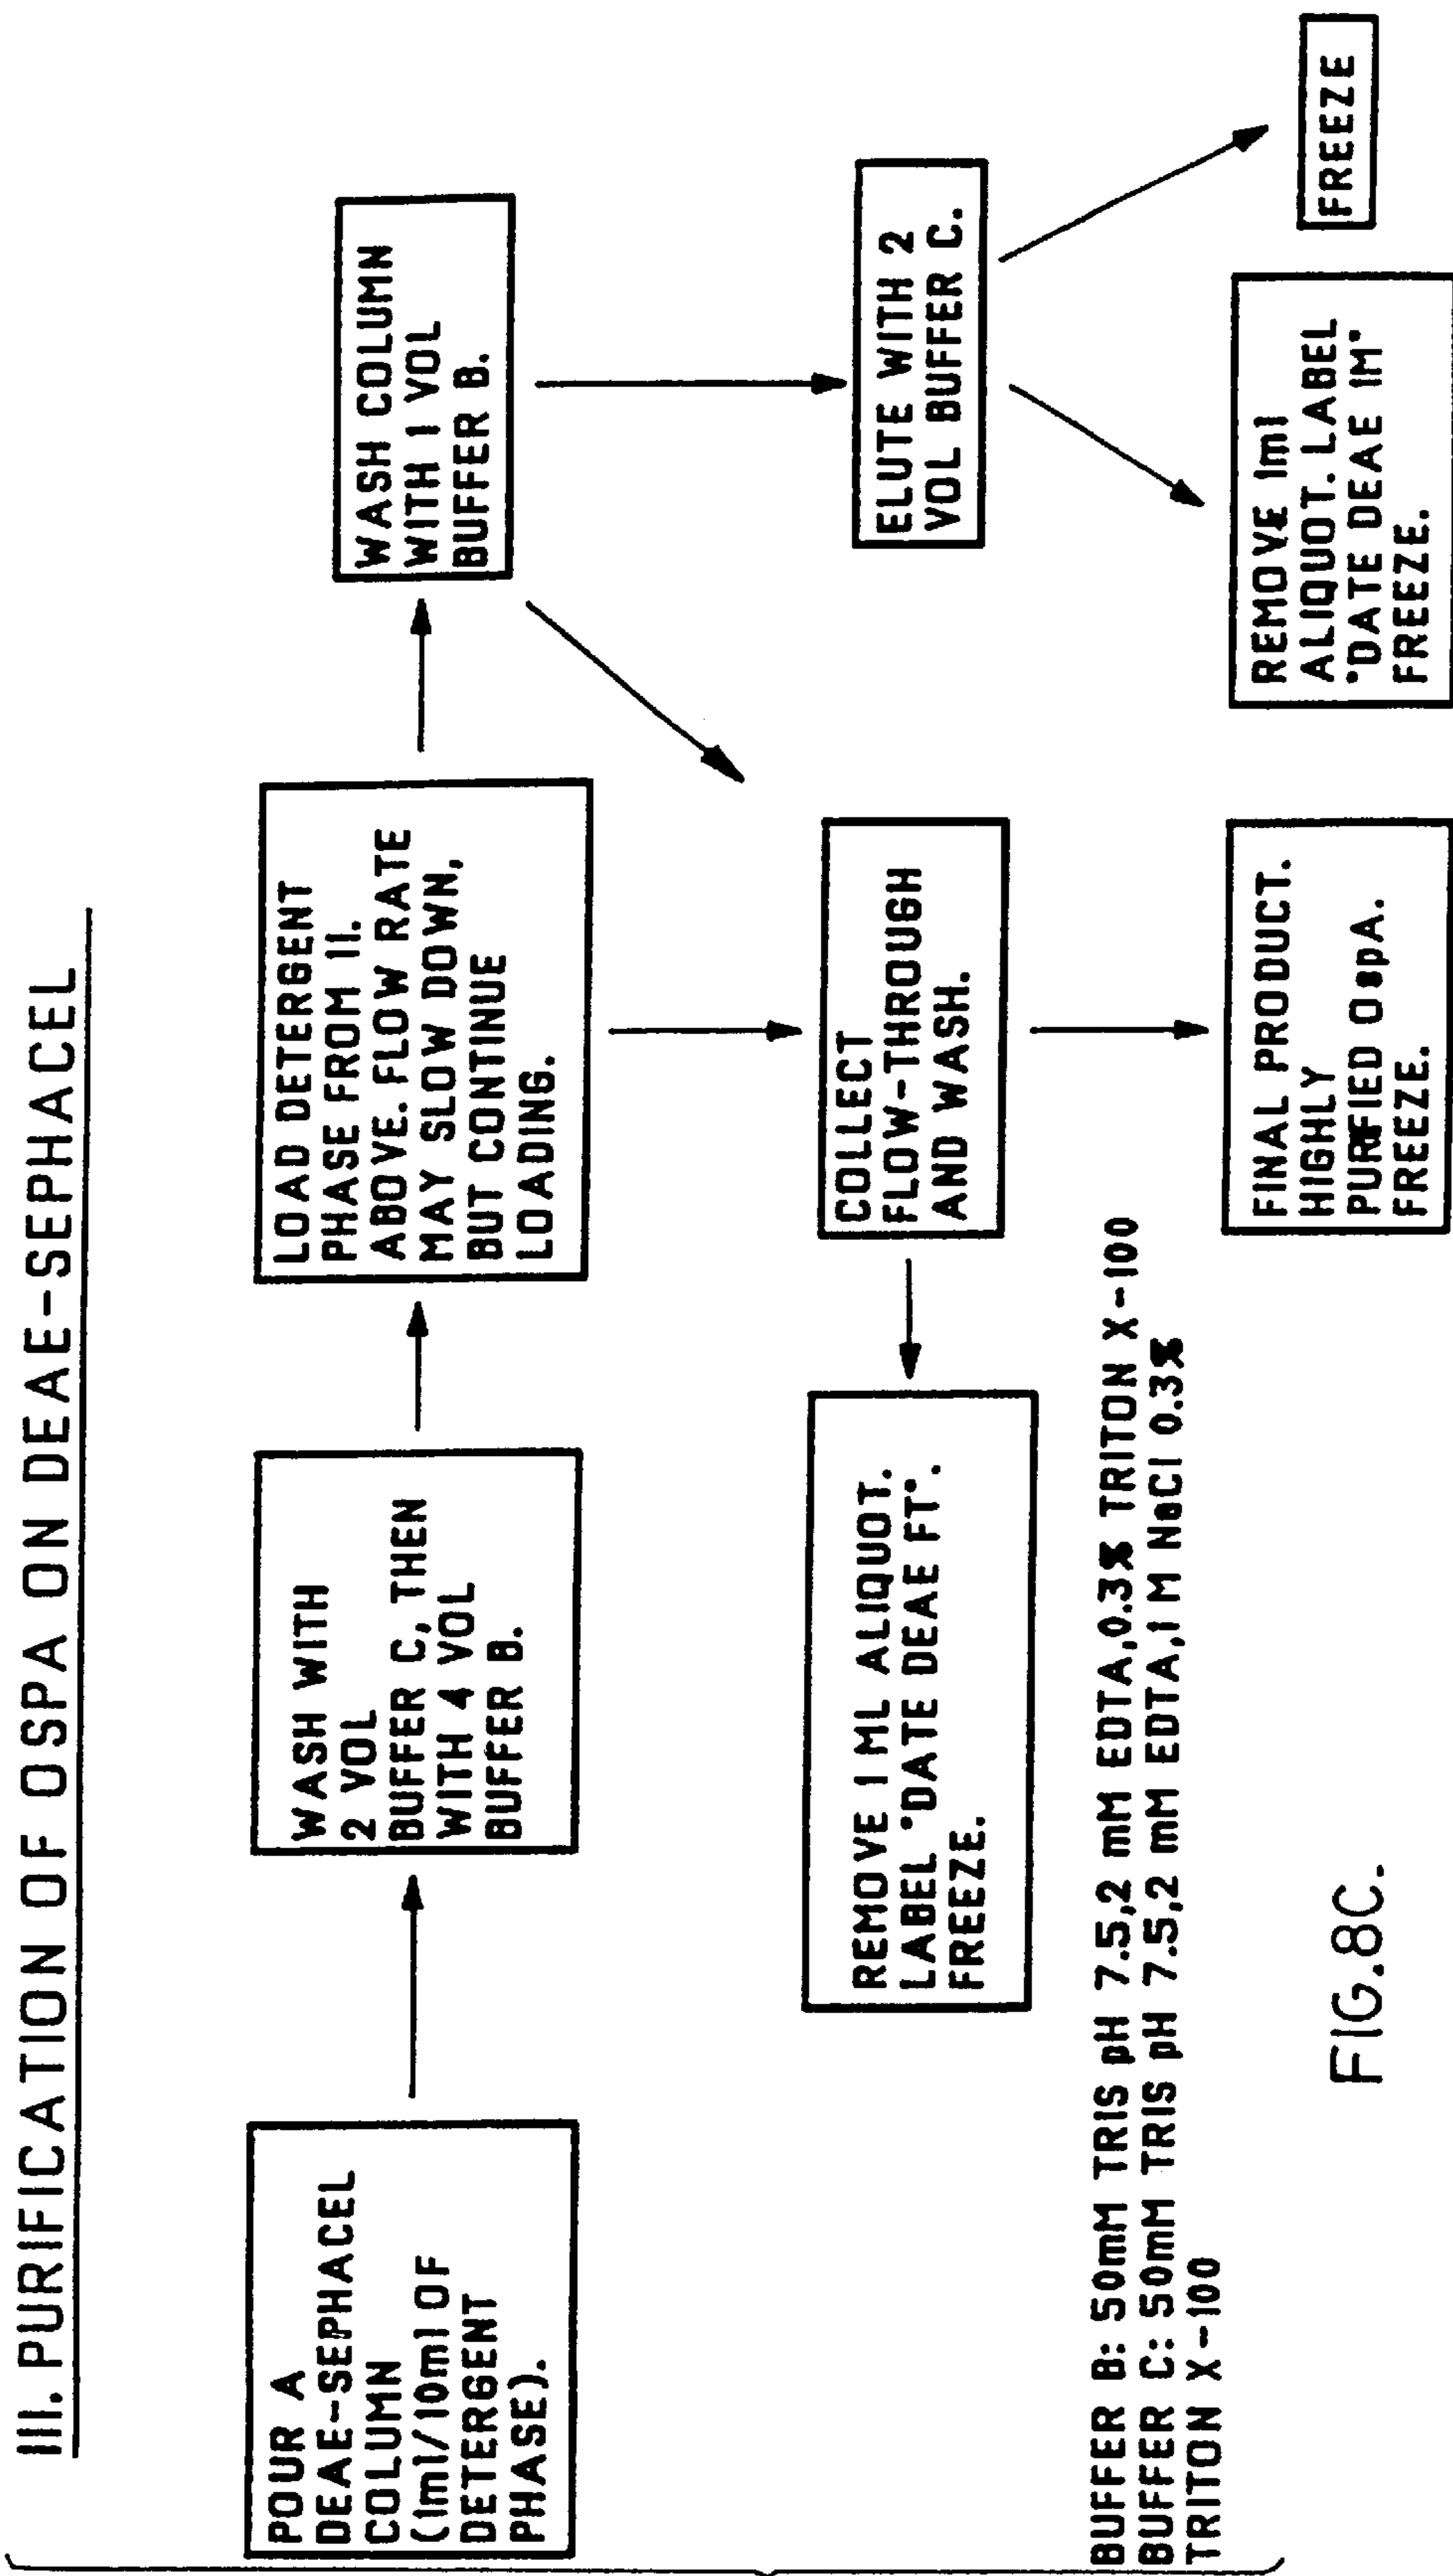 III. PURIFICATION OF OSPA ON DEAE-SEPHACEL
POUR A
DEAE-SEPHACEL
COLUMN
(1ml/10ml OF
DETERGENT
PHASE).
WASH WITH
2 VOL
BUFFER C, THEN
WITH 4 VOL
BUFFER B.
LOAD DETERGENT
PHASE FROM II.
ABOVE. FLOW RATE
MAY SLOW DOWN,
BUT CONTINUE
LOADING.
WASH COLUMN
WITH 1 VOL
BUFFER B.
REMOVE 1 ML ALIQUOT.
LABEL "DATE DEAE FT".
FREEZE.
COLLECT
FLOW-THROUGH
AND WASH.
ELUTE WITH 2
VOL BUFFER C.
FINAL PRODUCT.
HIGHLY
PURIFIED OspA.
FREEZE.
REMOVE 1ml
ALIQUOT. LABEL
"DATE DEAE 1M"
FREEZE.
FREEZE
BUFFER B: 50mM TRIS pH 7.5,2 mM EDTA,0.3% TRITON X-100
BUFFER C: 50mM TRIS pH 7.5,2 mM EDTA,1 M NaCl 0.3%
TRITON X-100
FIG.8C.